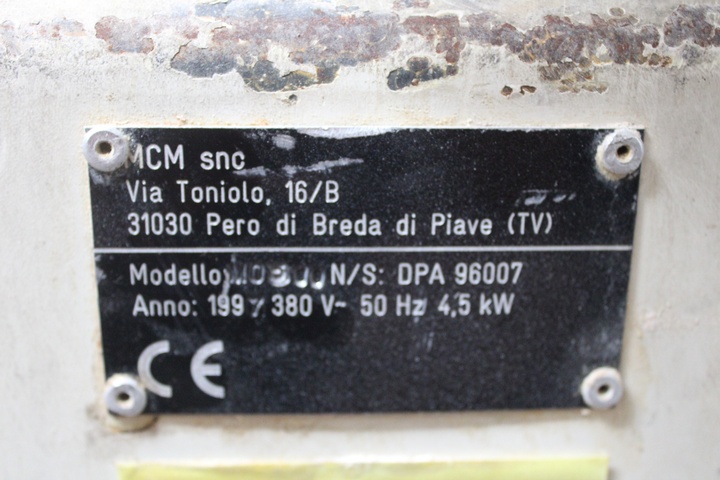 MCM snc
Via Toniolo, 16/B
31030 Pero di Breda di Piave (TV)
Modello: N/S: DPA 96007
Anno: 199 380 V~ 50 Hz 4,5 kW
CE